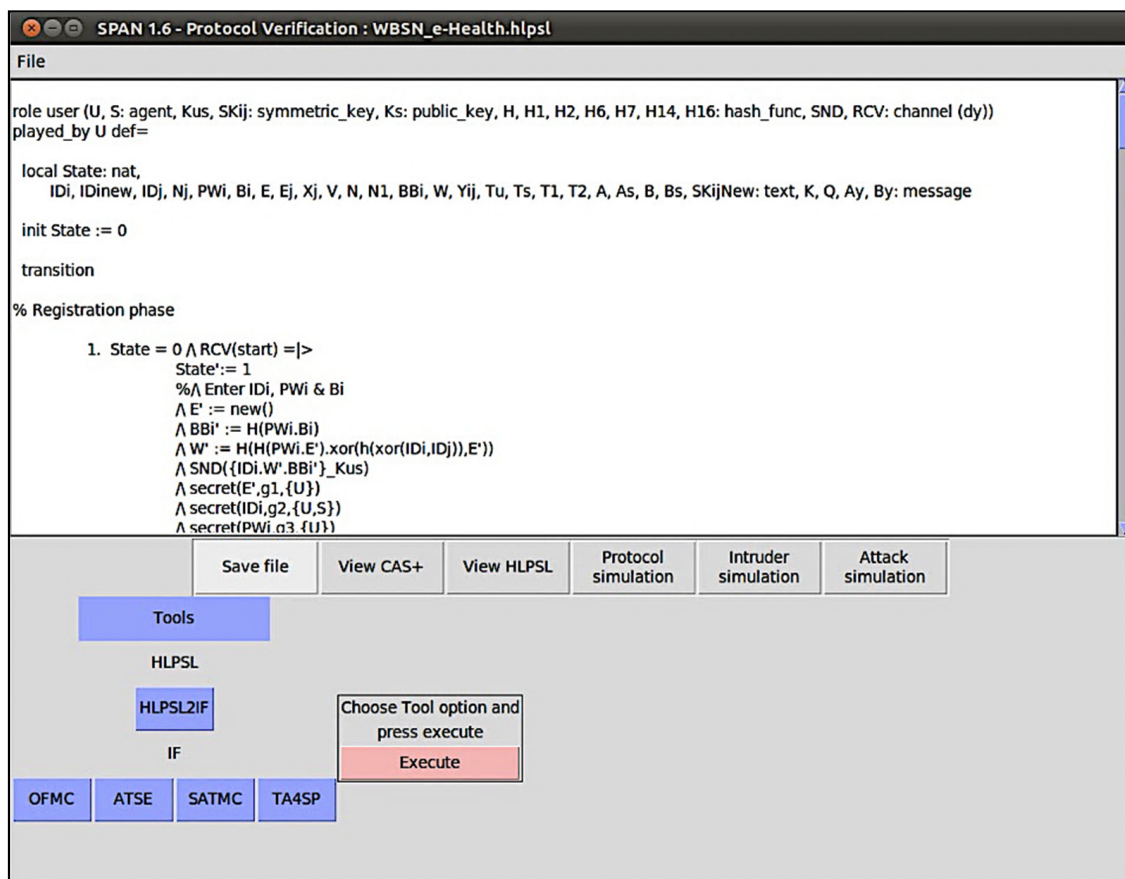 SPAN 1.6 - Protocol Verification : WBSN_e-Health.hlpsl
File
role user (U, S: agent, Kus, SKij: symmetric_key, Ks: public_key, H, H1, H2, H6, H7, H14, H16: hash_func, SND, RCV: channel (dy))
played_by U def=
local State: nat,
IDi, IDinew, IDj, Nj, PWi, Bi, E, Ej, Xj, V, N, N1, BBi, W, Yij, Tu, Ts, T1, T2, A, As, B, Bs, SKijNew: text, K, Q, Ay, By: message
init State := 0
transition
% Registration phase
1. State = 0 /\ RCV(start) =|>
State':= 1
%/\ Enter IDi, PWi & Bi
/\ E' := new()
/\ BBi' := H(PWi.Bi)
/\ W' := H(H(PWi.E').xor(h(xor(IDi,IDj)),E'))
/\ SND({IDi.W'.BBi'}_Kus)
/\ secret(E',g1,{U})
/\ secret(IDi,g2,{U,S})
/\ secret(PWi,g3,{U})
Save file
View CAS+
View HLPSL
Protocol simulation
Intruder simulation
Attack simulation
Tools
HLPSL
HLPSL2IF
Choose Tool option and
press execute
IF
Execute
OFMC
ATSE
SATMC
TA4SP